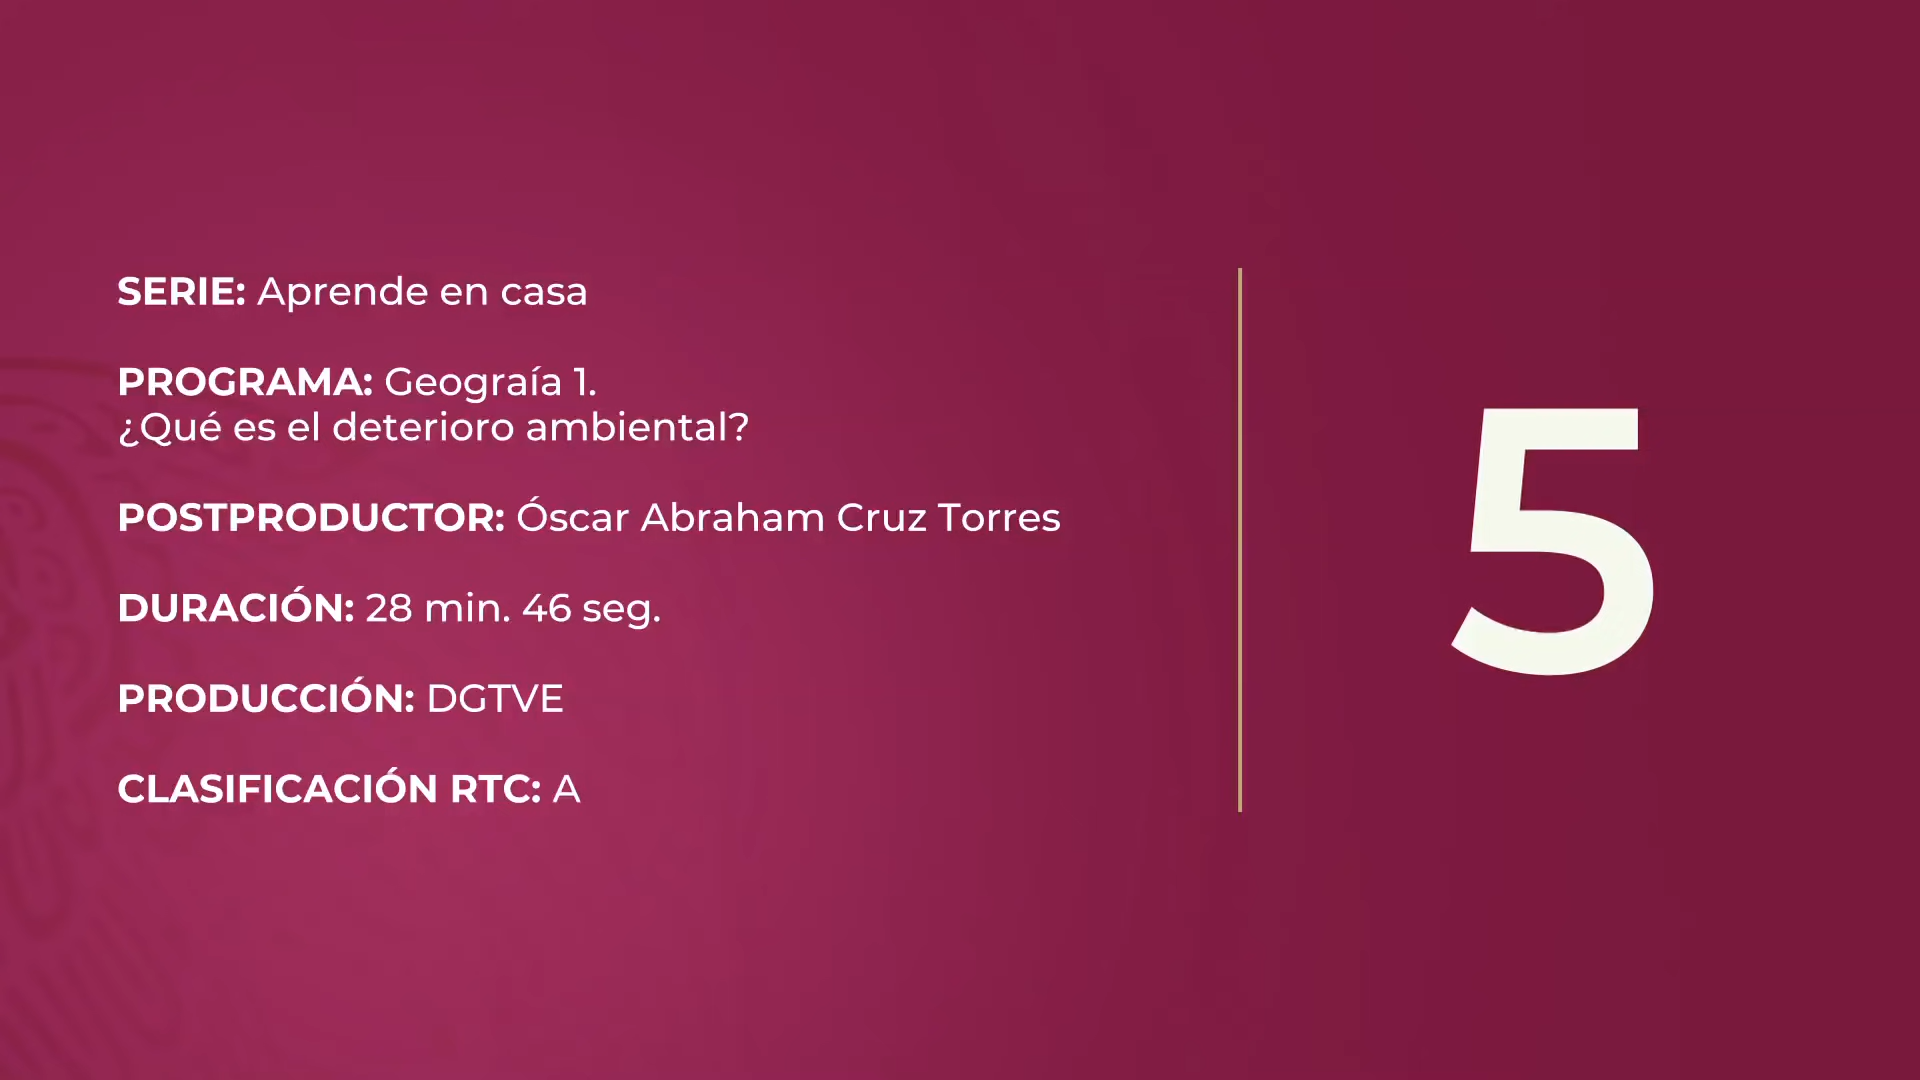 SERIE: Aprende en casa
PROGRAMA: Geograía 1.
¿Qué es el deterioro ambiental?
POSTPRODUCTOR: Óscar Abraham Cruz Torres
DURACIÓN: 28 min. 46 seg.
PRODUCCIÓN: DGTVE
CLASIFICACIÓN RTC: A
5